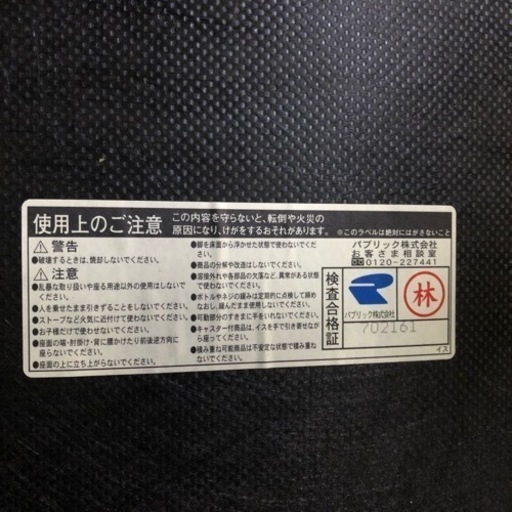 使用上のご注意
この内容を守らないと、転倒や火災の
原因になり、けがをするおそれがあります。
※このラベルは絶対にはがさないこと
警告
●破壊するときは、焼却しないでください。
注意
●乱暴な取り扱いや座る用途以外の使用はしないで
ください。
●人を乗せたまま引きずることをしないでください。
●ストーブなど火気に近付けて使わないでください。
●お子様だけで使わせないでください。
●座面の端・肘掛け・背に腰かけたり前後逆方向に
座らないでください。
●座面の上に立ち上がらないでください。
●脚を床面から浮かせた状態で使わないでくだ
さい。
●商品の分解や改造はしないでください。
●溶接外れや各部品の欠落など、異常がある状態
で使わないでください。
●ボトルやネジの緩みは定期的に点検して締め
なおし、緩んだまま使用しないでください。
●可動部分のすきまに手をいれないでください。
●キャスター付商品は、イスを手で引き寄せなが
ら座ってください。
●積み重ね可能商品は不安定な状態で積み重ね
ないでください。
パブリック株式会社
お客さま相談室
0120-227441
検査合格証
パブリック株式会社
林
702161
イス